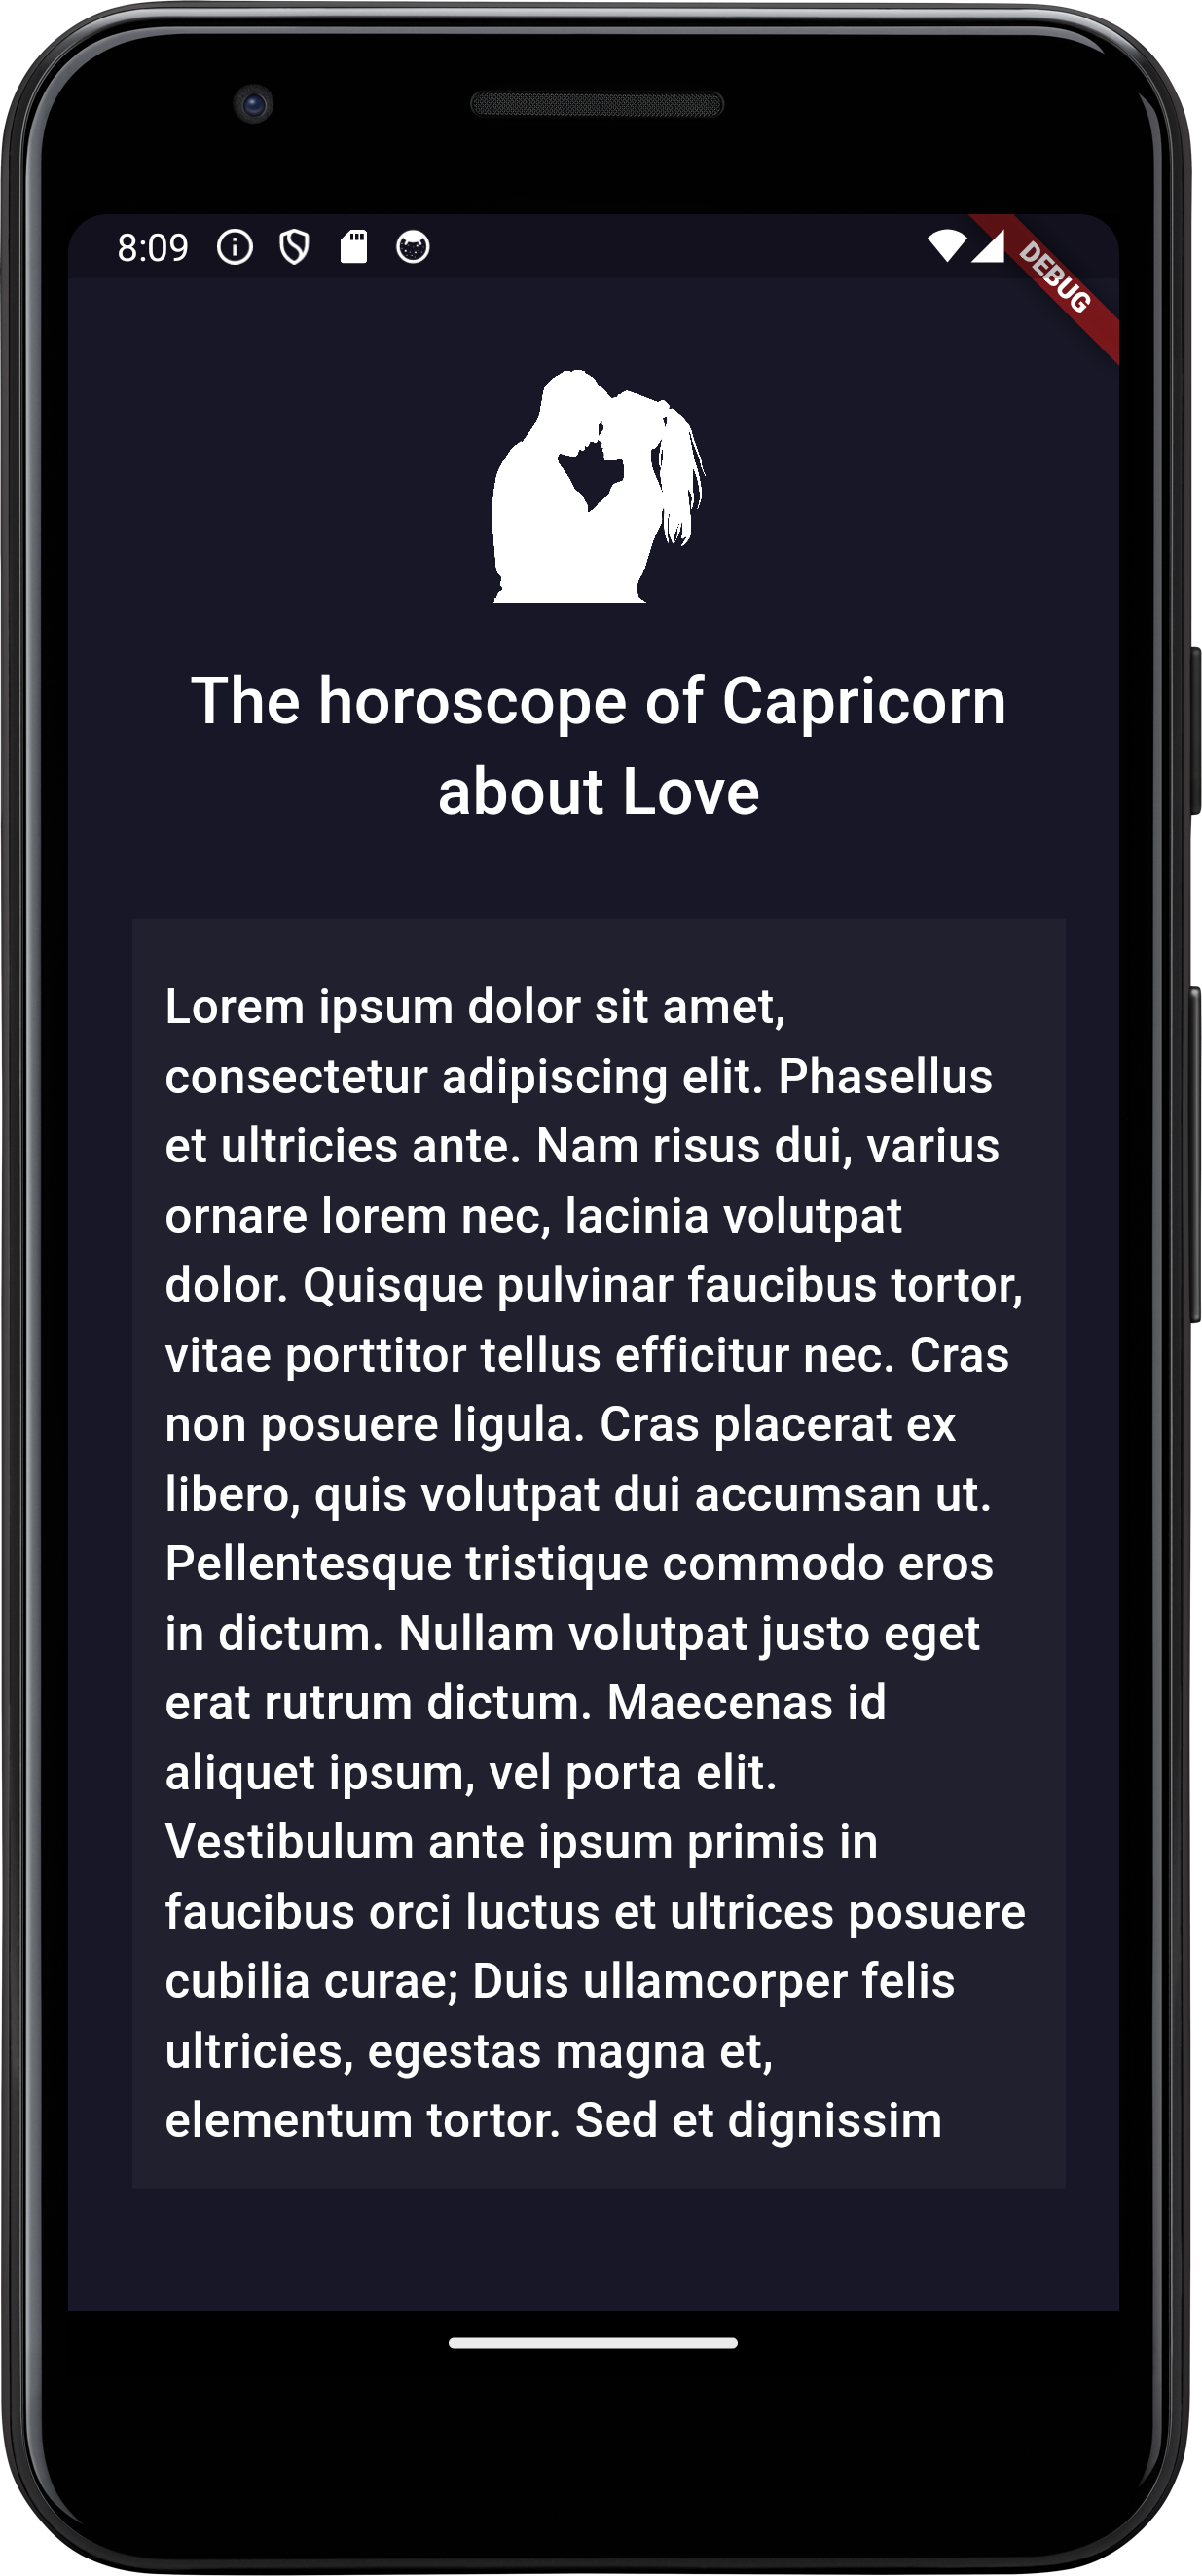 8:09
DEBUG
The horoscope of Capricorn
about Love
Lorem ipsum dolor sit amet,
consectetur adipiscing elit. Phasellus
et ultricies ante. Nam risus dui, varius
ornare lorem nec, lacinia volutpat
dolor. Quisque pulvinar faucibus tortor,
vitae porttitor tellus efficitur nec. Cras
non posuere ligula. Cras placerat ex
libero, quis volutpat dui accumsan ut.
Pellentesque tristique commodo eros
in dictum. Nullam volutpat justo eget
erat rutrum dictum. Maecenas id
aliquet ipsum, vel porta elit.
Vestibulum ante ipsum primis in
faucibus orci luctus et ultrices posuere
cubilia curae; Duis ullamcorper felis
ultricies, egestas magna et,
elementum tortor. Sed et dignissim